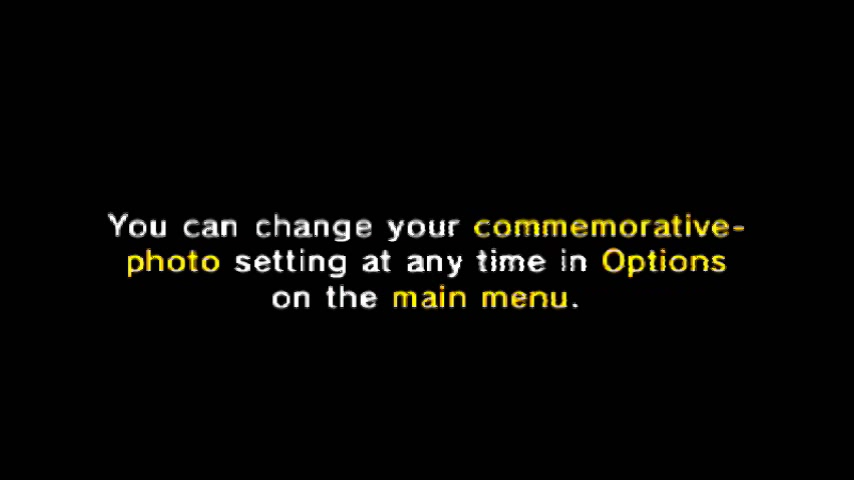 You can change your commemorative-
photo setting at any time in Options
on the main menu.